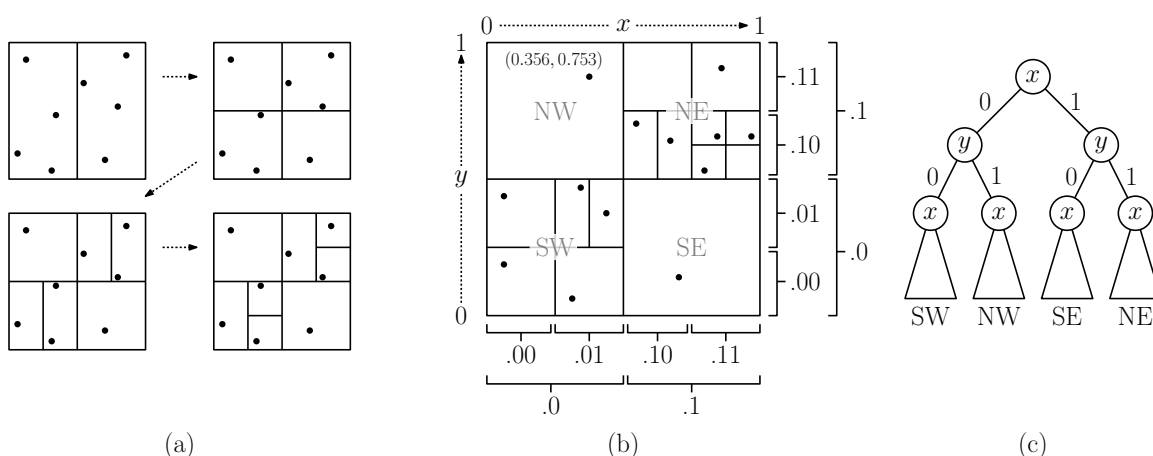 0 x 1
1
(0.356, 0.753)
NW
NE
y
SW
SE
0
.11
.10
.1
.01
.00
.0
.00
.01
.10
.11
.0
.1
x
0
1
y
y
0
1
0
1
x
x
x
x
SW
NW
SE
NE
(a)
(b)
(c)